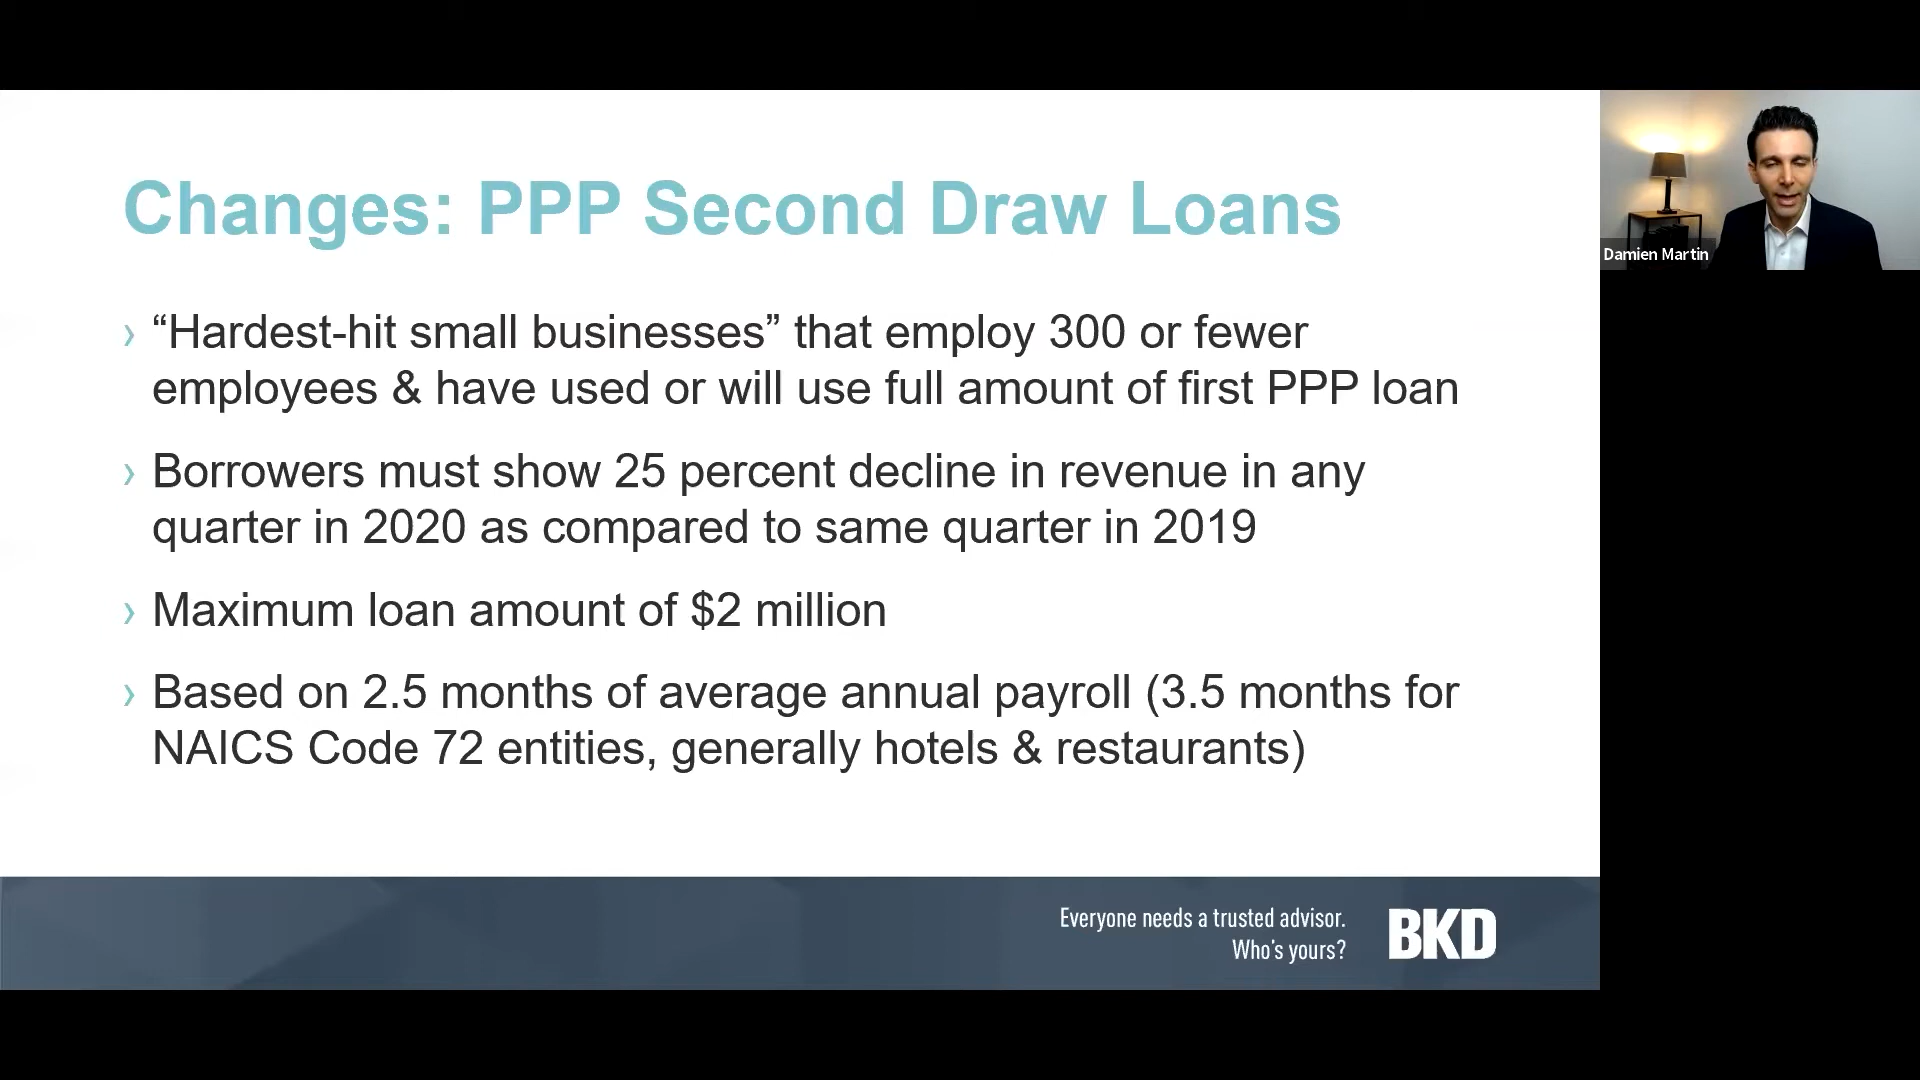 Changes: PPP Second Draw Loans
› “Hardest-hit small businesses” that employ 300 or fewer
employees & have used or will use full amount of first PPP loan
› Borrowers must show 25 percent decline in revenue in any
quarter in 2020 as compared to same quarter in 2019
› Maximum loan amount of $2 million
› Based on 2.5 months of average annual payroll (3.5 months for
NAICS Code 72 entities, generally hotels & restaurants)
Everyone needs a trusted advisor.
Who's yours?
BKD
Damien Martin